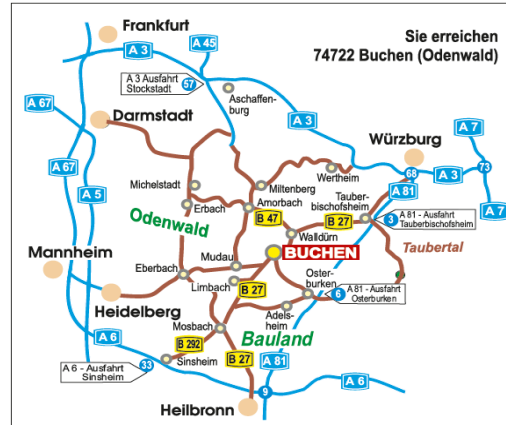 Frankfurt
Sie erreichen
74722 Buchen (Odenwald)
A 3
A 45
A 3 Ausfahrt
Stockstadt
57
Aschaffen-
burg
A 67
Darmstadt
A 3
Würzburg
A 7
A 67
A 5
68
A 3
73
Wertheim
Michelstadt
Miltenberg
Tauber-
bischofsheim
A 81
Erbach
Amorbach
A 7
Odenwald
B 47
B 27
3
A 81 - Ausfahrt
Tauberbischofsheim
Walldürn
Taubertal
Mannheim
Mudau
BUCHEN
Eberbach
Limbach
Oster-
burken
A 81 - Ausfahrt
Osterburken
6
B 27
Heidelberg
Adels-
heim
Mosbach
Bauland
A 6
B 292
Sinsheim
A 6 - Ausfahrt
Sinsheim
33
B 27
A 81
9
A 6
Heilbronn